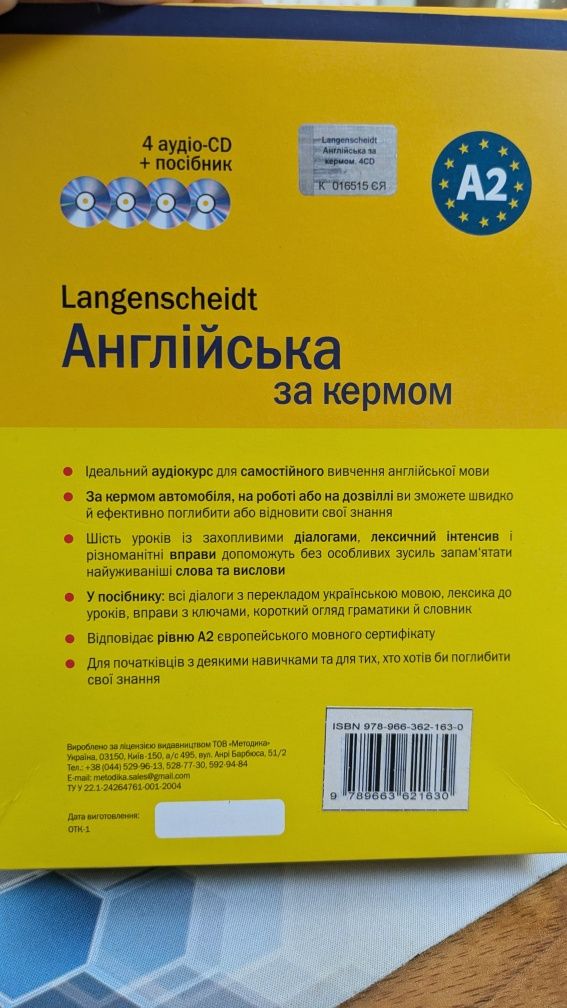 4 аудіо-CD
+ посібник
Langenscheidt
Англійська за
кермом. 4CD
К 016515 ЄЯ
A2
Langenscheidt
Англійська
за кермом
Ідеальний аудіокурс для самостійного вивчення англійської мови
За кермом автомобіля, на роботі або на дозвіллі ви зможете швидко
й ефективно поглибити або відновити свої знання
Шість уроків із захопливими діалогами, лексичний інтенсив і
різноманітні вправи допоможуть без особливих зусиль запам'ятати
найуживаніші слова та вислови
У посібнику: всі діалоги з перекладом українською мовою, лексика до
уроків, вправи з ключами, короткий огляд граматики й словник
Відповідає рівню А2 європейського мовного сертифікату
Для початківців з деякими навичками та для тих, хто хотів би поглибити
свої знання
Вироблено за ліцензією видавництвом ТОВ «Методика»
Україна, 03150, Київ-150, а/с 495, вул. Анрі Барбюса, 51/2
Тел.: +38 (044) 529-96-13, 528-77-30, 592-94-84
E-mail: metodika.sales@gmail.com
ТУ У 22.1-24264761-001-2004
Дата виготовлення:
ОТК-1
ISBN 978-966-362-163-0
9 789663 621630